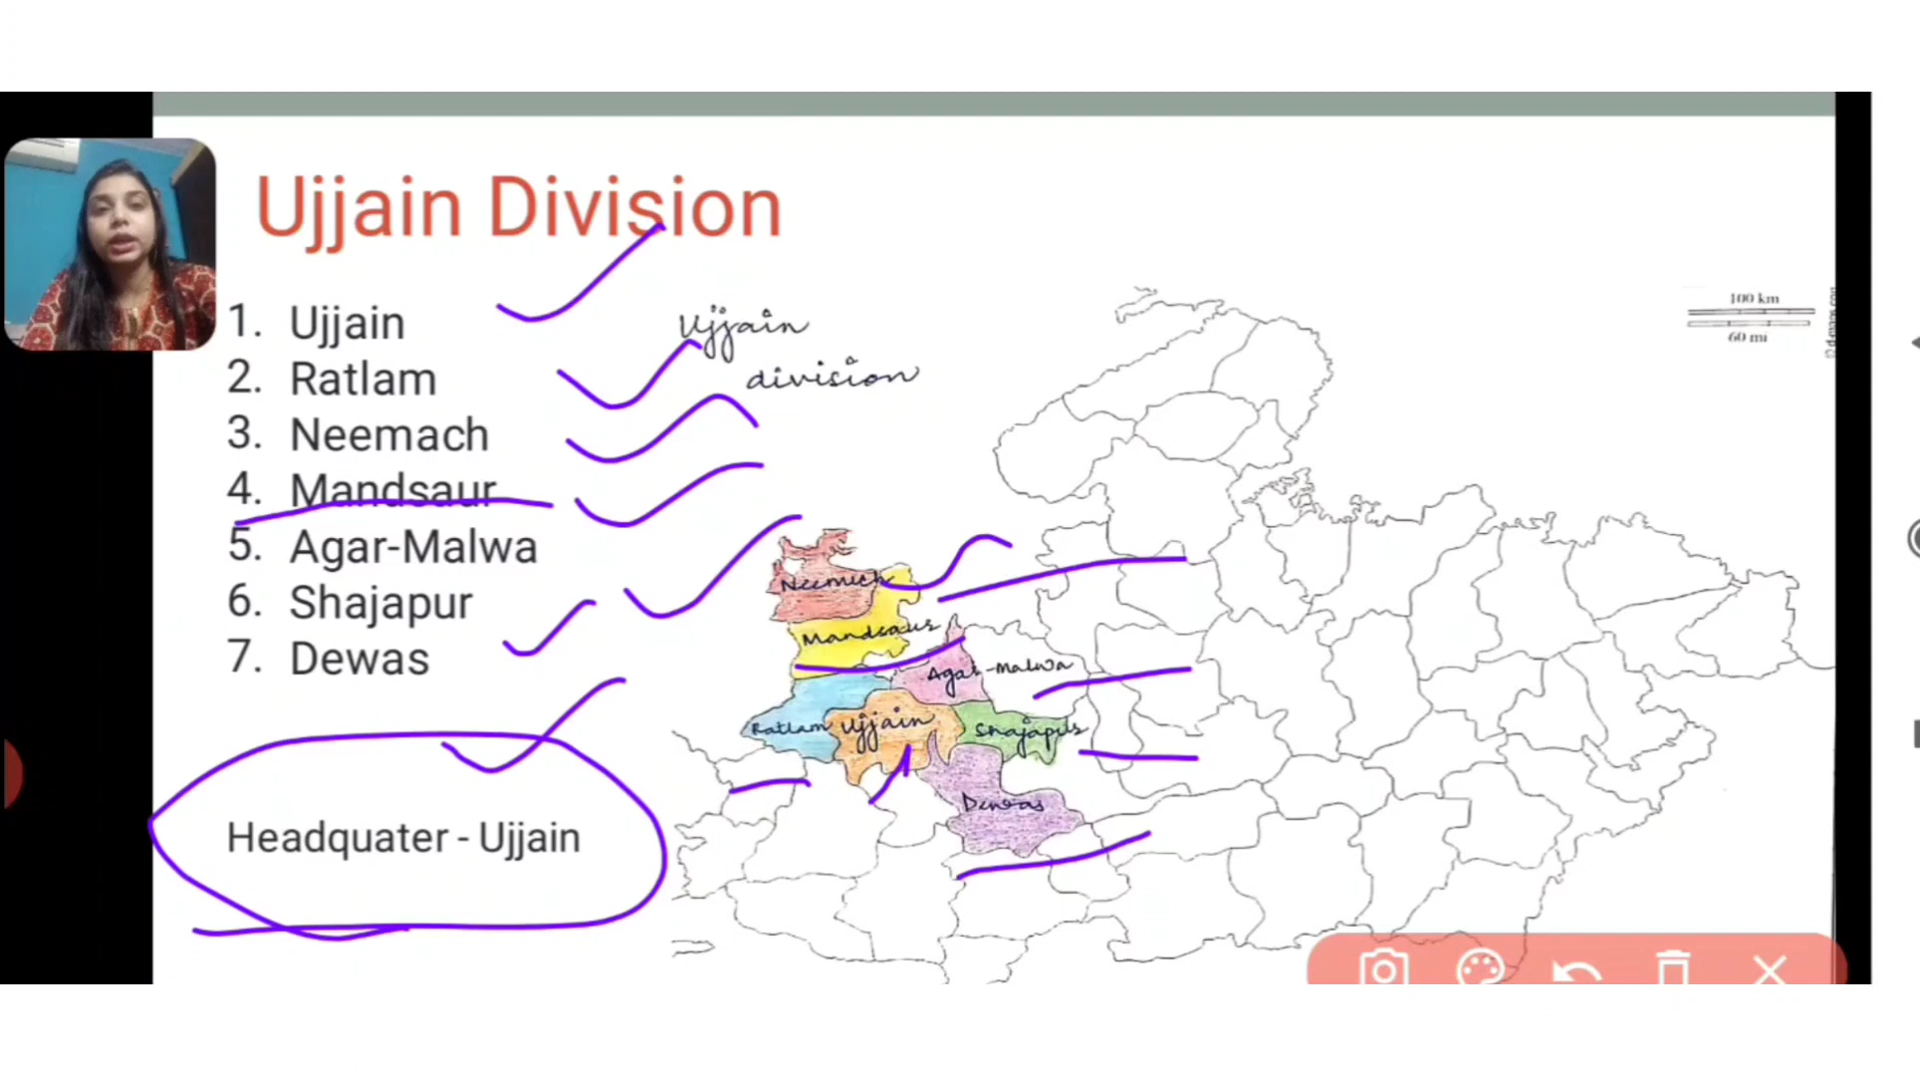 Ujjain Division
1. Ujjain
2. Ratlam
3. Neemach
4. Mandsaur
5. Agar-Malwa
6. Shajapur
7. Dewas
Headquater - Ujjain
Ujjain
division
100 km
60 mi
Neemuch
Mandsaur
Agar-Malwa
Ratlam
Ujjain
Shajapur
Dewas